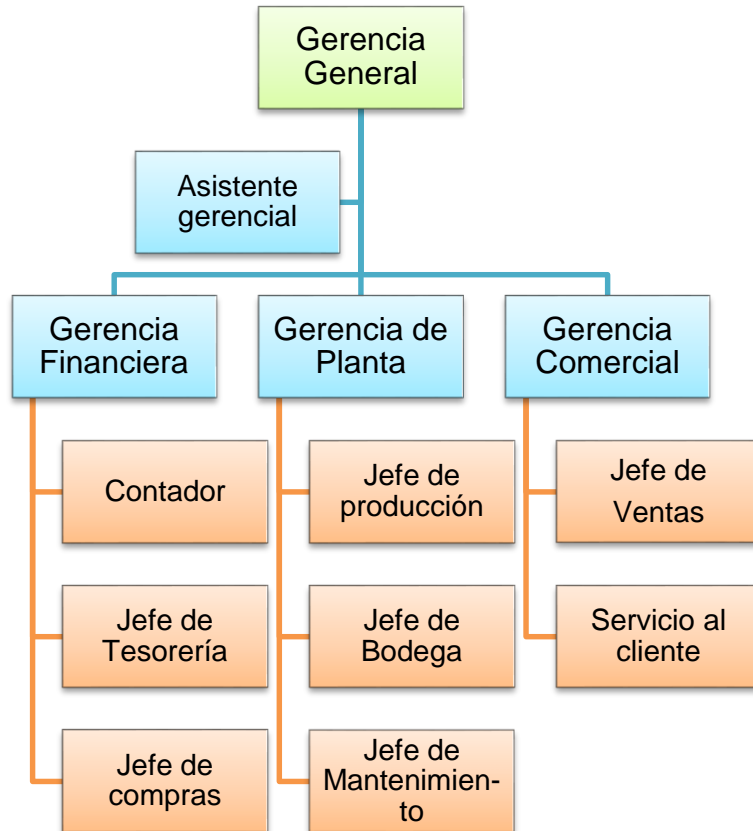 Gerencia
General
Asistente
gerencial
Gerencia
Financiera
Gerencia de
Planta
Gerencia
Comercial
Contador
Jefe de
producción
Jefe de
Ventas
Jefe de
Tesorería
Jefe de
Bodega
Servicio al
cliente
Jefe de
compras
Jefe de
Mantenimien-
to